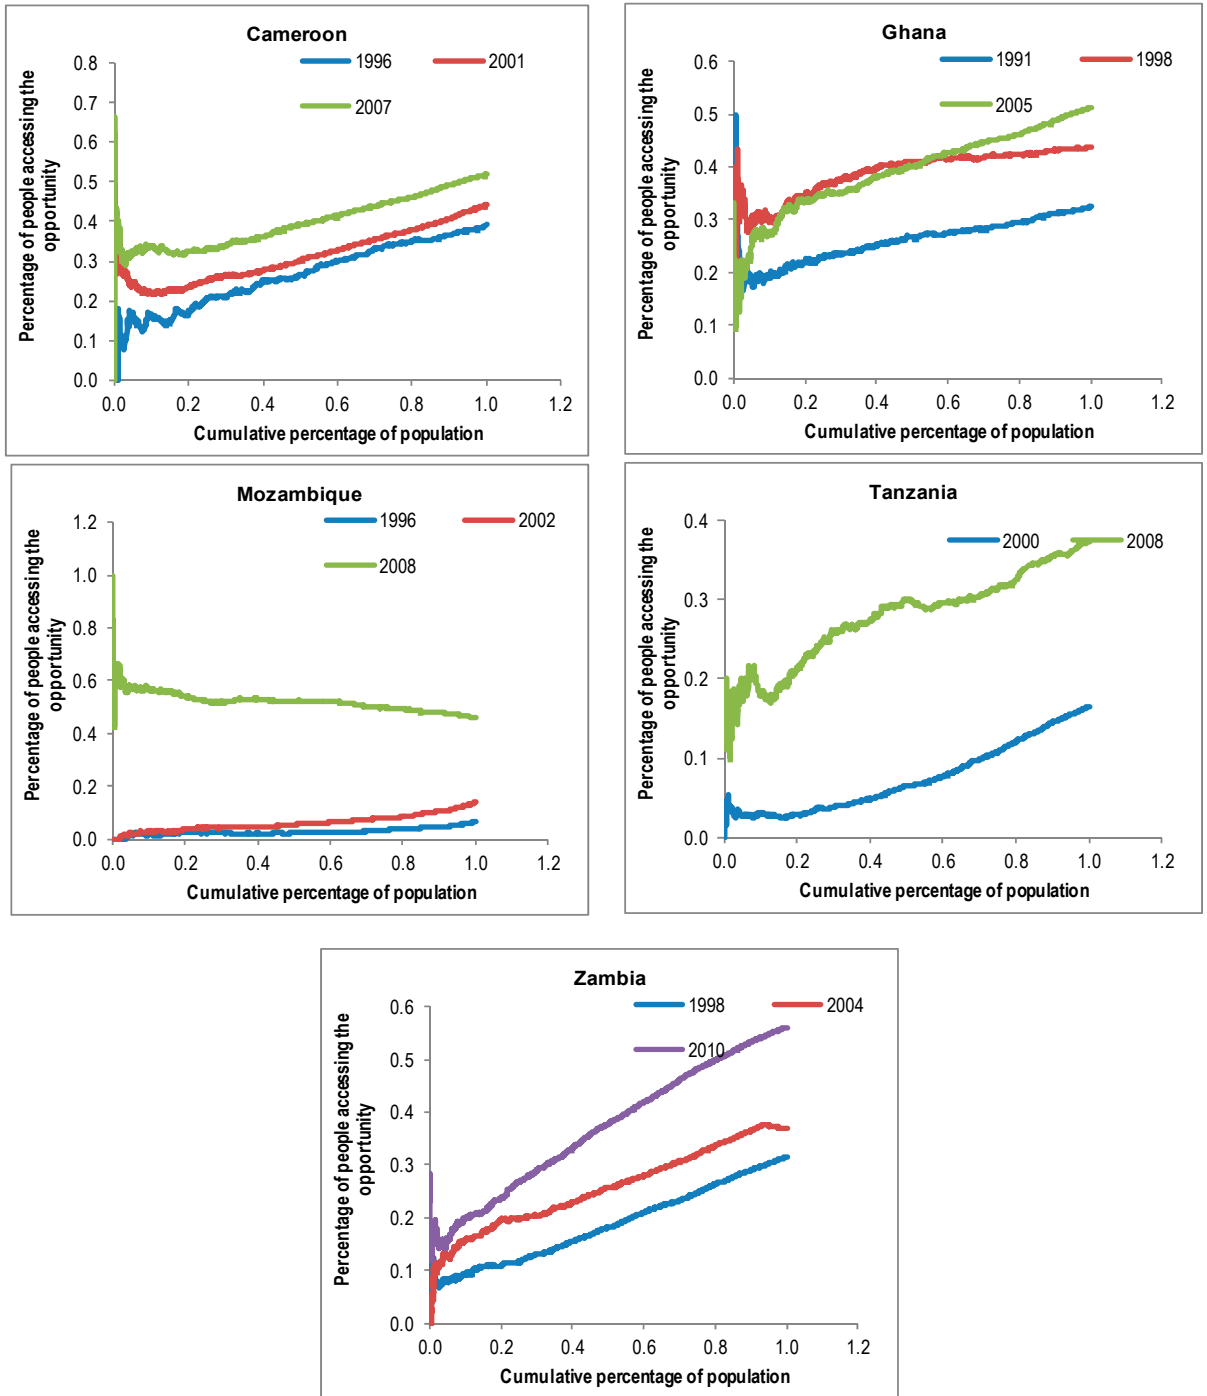 Cameroon
1996
2001
2007
Percentage of people accessing the
opportunity
0.8
0.7
0.6
0.5
0.4
0.3
0.2
0.1
0.0
0.0 0.2 0.4 0.6 0.8 1.0 1.2
Cumulative percentage of population
Ghana
1991
1998
2005
Percentage of people accessing the
opportunity
0.6
0.5
0.4
0.3
0.2
0.1
0.0
0.0 0.2 0.4 0.6 0.8 1.0 1.2
Cumulative percentage of population
Mozambique
1996
2002
2008
Percentage of people accessing the
opportunity
1.2
1.0
0.8
0.6
0.4
0.2
0.0
0.0 0.2 0.4 0.6 0.8 1.0 1.2
Cumulative percentage of population
Tanzania
2000
2008
Percentage of people accessing the
opportunity
0.4
0.3
0.2
0.1
0.0
0.0 0.2 0.4 0.6 0.8 1.0 1.2
Cumulative percentage of population
Zambia
1998
2004
2010
Percentage of people accessing the
opportunity
0.6
0.5
0.4
0.3
0.2
0.1
0.0
0.0 0.2 0.4 0.6 0.8 1.0 1.2
Cumulative percentage of population